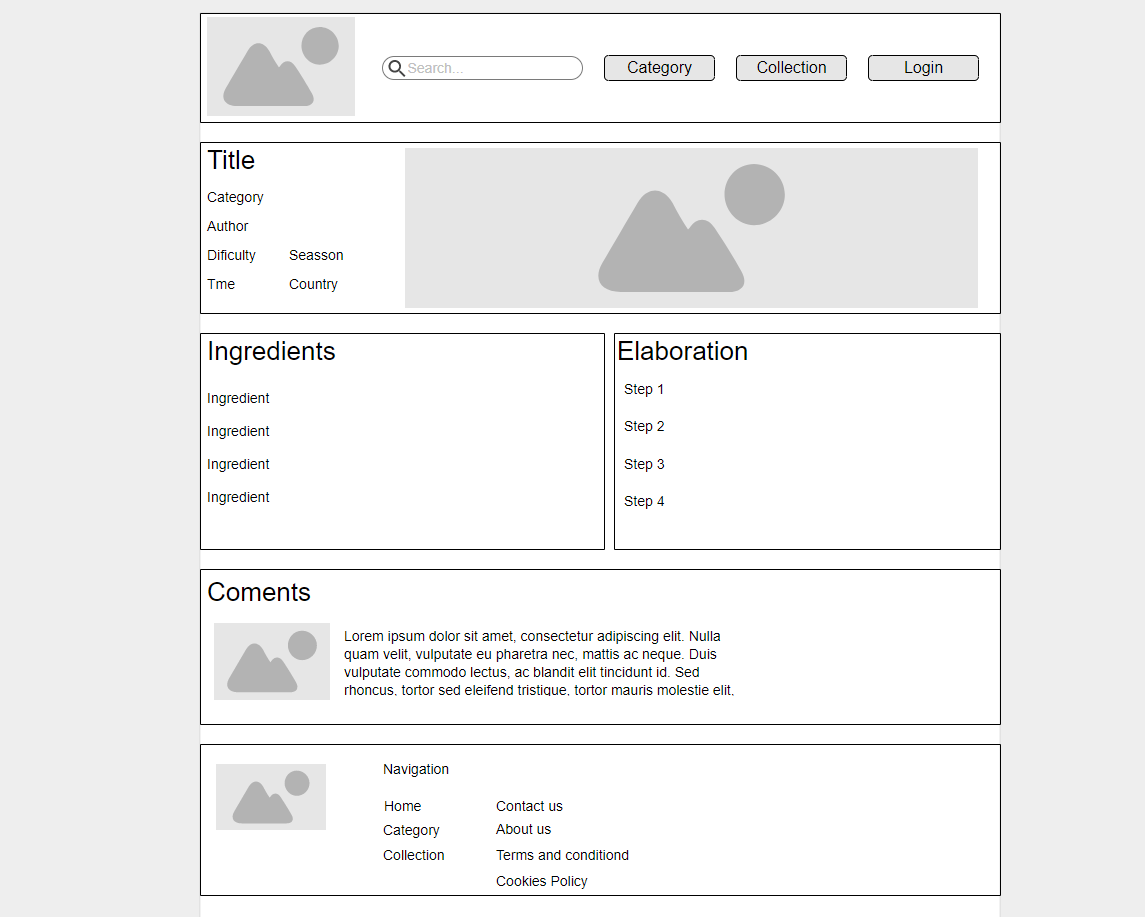 Search...
Category
Collection
Login
Title
Category
Author
Dificulty
Seasson
Tme
Country
Ingredients
Ingredient
Ingredient
Ingredient
Ingredient
Elaboration
Step 1
Step 2
Step 3
Step 4
Coments
Lorem ipsum dolor sit amet, consectetur adipiscing elit. Nulla
quam velit, vulputate eu pharetra nec, mattis ac neque. Duis
vulputate commodo lectus, ac blandit elit tincidunt id. Sed
rhoncus, tortor sed eleifend tristique, tortor mauris molestie elit,
Navigation
Home
Category
Collection
Contact us
About us
Terms and conditiond
Cookies Policy